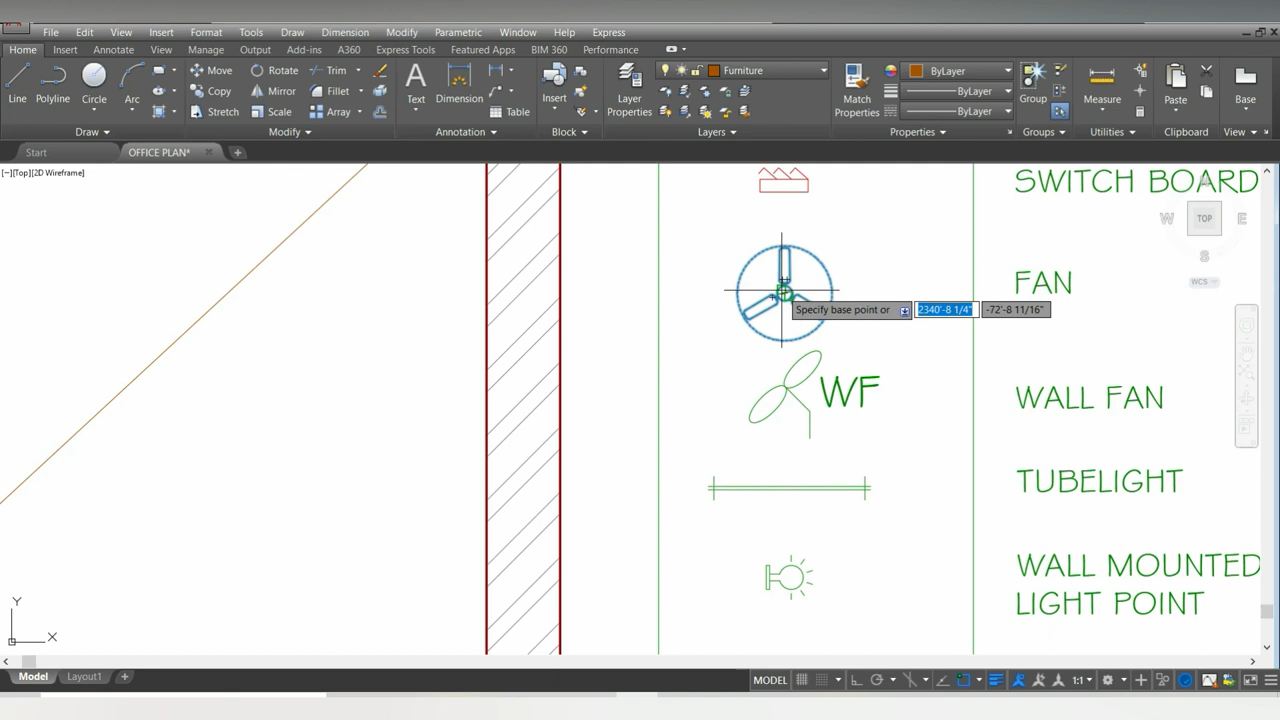 File Edit View Insert Format Tools Draw Dimension Modify Parametric Window Help Express
Home Insert Annotate View Manage Output Add-ins A360 Express Tools Featured Apps BIM 360 Performance
Line Polyline Circle Arc
Move Rotate Trim
Copy Mirror Fillet
Stretch Scale Array
Text Dimension
Table
Insert
Layer Properties
Furniture
Match Properties
ByLayer
ByLayer
ByLayer
Group
Measure
Paste
Base
Draw Modify Annotation Block Layers Properties Groups Utilities Clipboard View
Start OFFICE PLAN*
[−][Top][2D Wireframe]
SWITCH BOARD
W TOP E
S
WCS
FAN
Specify base point or 2340'-8 1/4" -72'-8 11/16"
WF
WALL FAN
TUBELIGHT
WALL MOUNTED
LIGHT POINT
Y
X
Model Layout1
MODEL 1:1